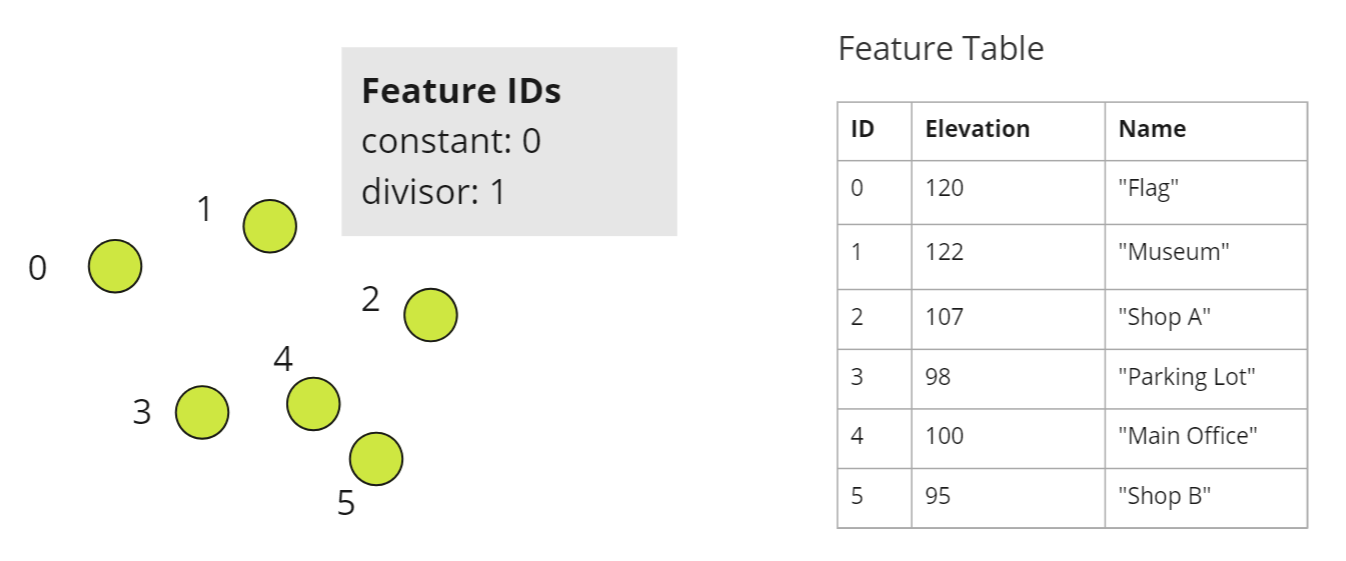 Feature IDs
constant: 0
divisor: 1
0
1
2
3
4
5
Feature Table
ID Elevation Name
0 120 "Flag"
1 122 "Museum"
2 107 "Shop A"
3 98 "Parking Lot"
4 100 "Main Office"
5 95 "Shop B"